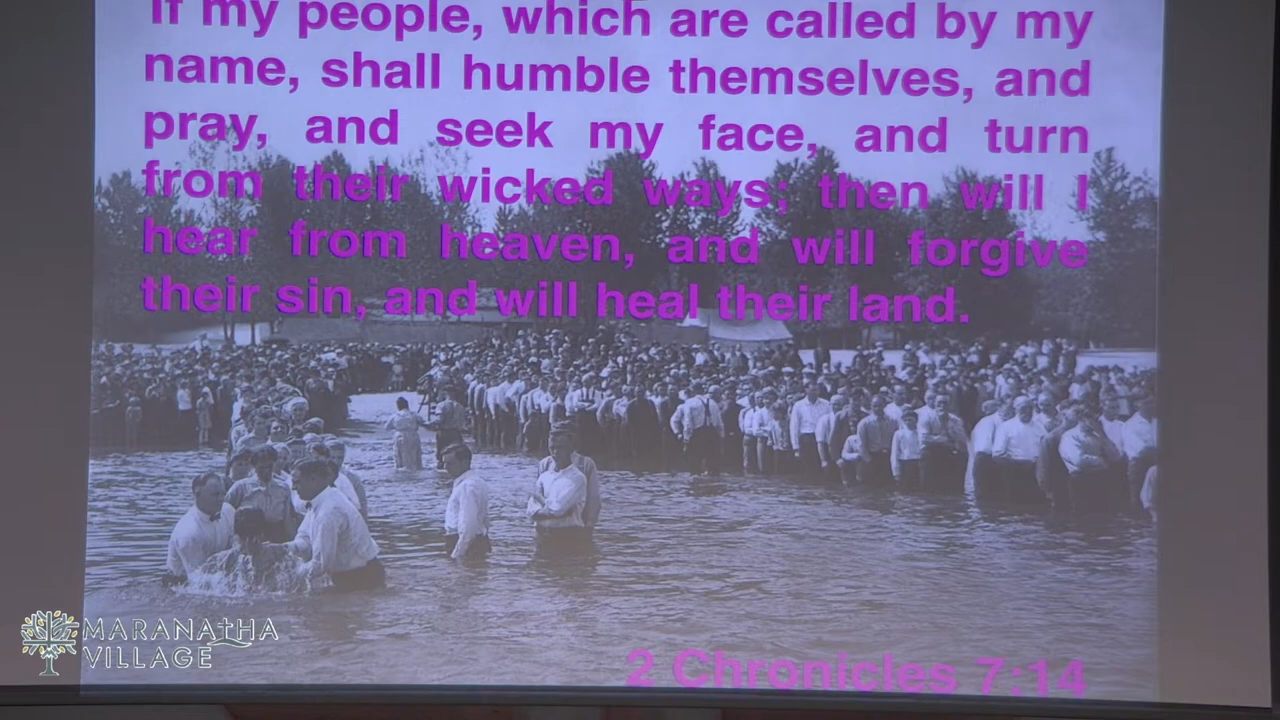 If my people, which are called by my
name, shall humble themselves, and
pray, and seek my face, and turn
from their wicked ways; then will I
hear from heaven, and will forgive
their sin, and will heal their land.
2 Chronicles 7:14
MARANATHA
VILLAGE